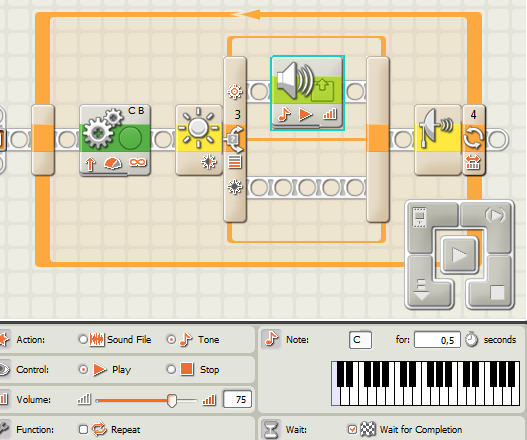 C B
3
4
Action:
Sound File
Tone
Note:
C
for:
0,5
seconds
Control:
Play
Stop
Volume:
75
Function:
Repeat
Wait:
Wait for Completion